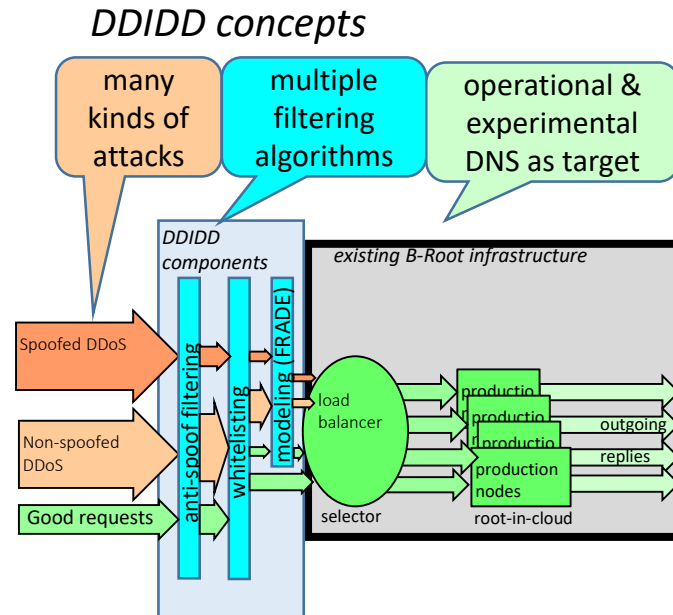 DDIDD concepts
many
kinds of
attacks
multiple
filtering
algorithms
operational &
experimental
DNS as target
DDIDD
components
existing B-Root infrastructure
Spoofed DDoS
Non-spoofed
DDoS
Good requests
anti-spoof filtering
whitelisting
modeling (FRADE)
load
balancer
selector
productio
productio
productio
production
nodes
root-in-cloud
outgoing
replies